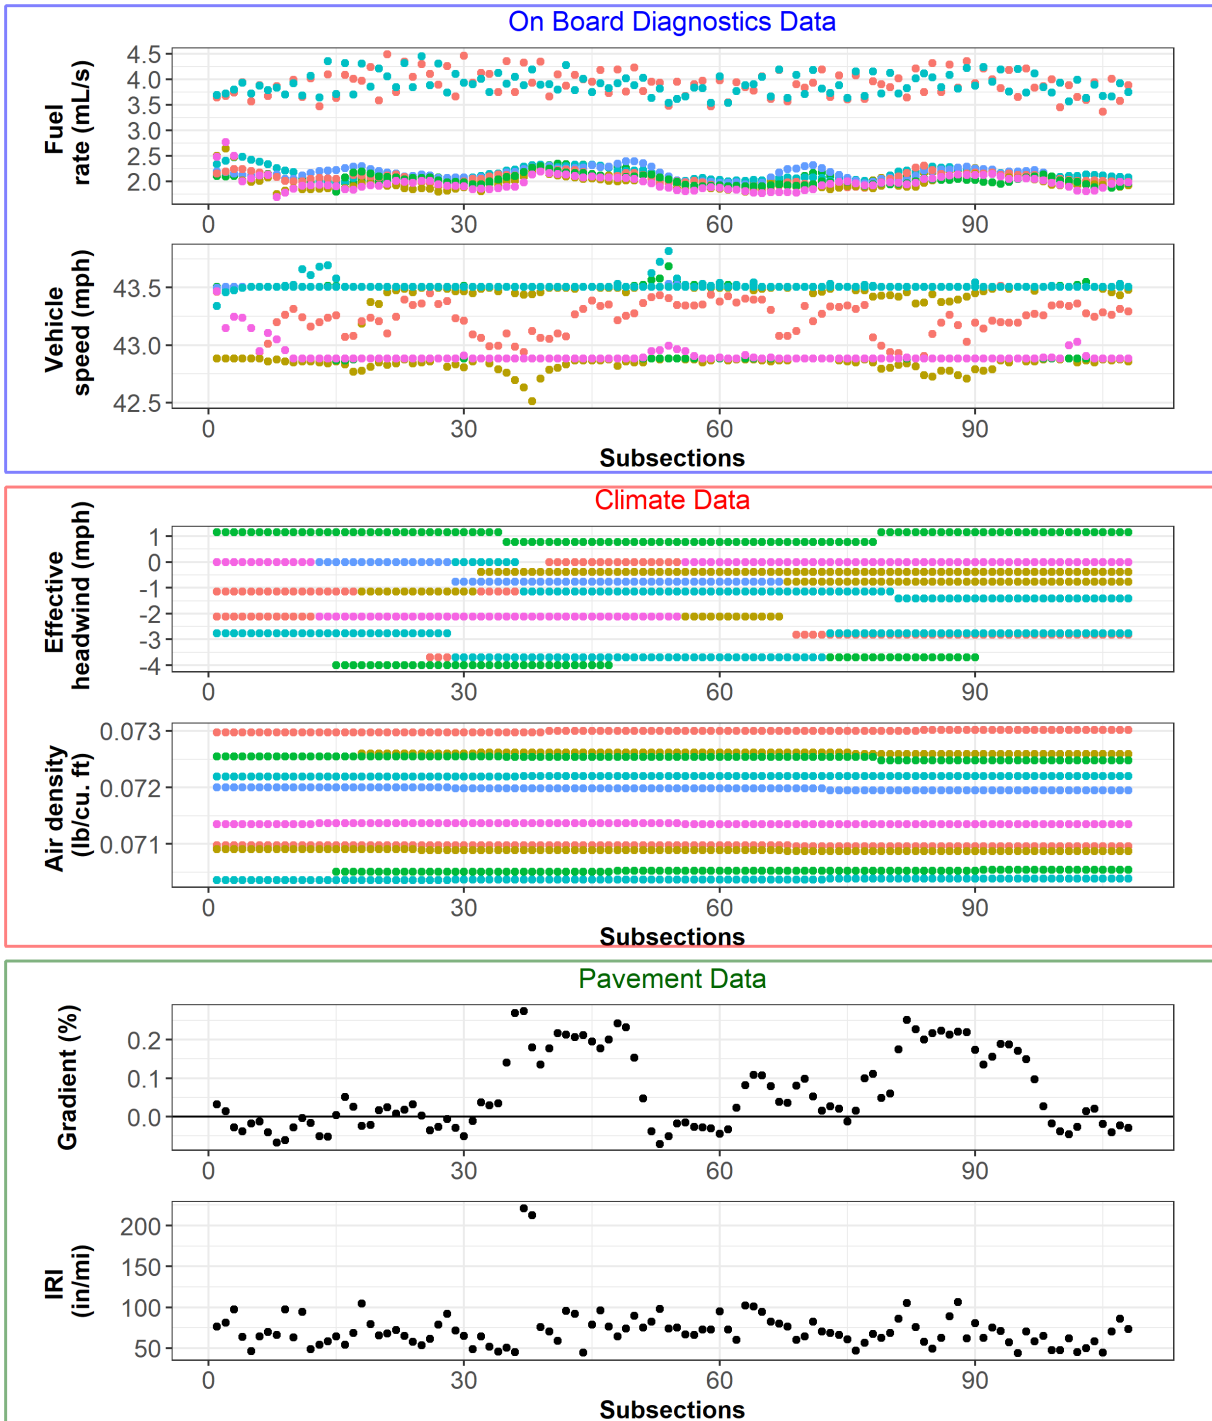 On Board Diagnostics Data
Fuel
rate (mL/s)
4.5
4.0
3.5
3.0
2.5
2.0
0 30 60 90
Vehicle
speed (mph)
43.5
43.0
42.5
0 30 60 90
Subsections
Climate Data
Effective
headwind (mph)
1
0
-1
-2
-3
-4
0 30 60 90
Air density
(lb/cu. ft)
0.073
0.072
0.071
0 30 60 90
Subsections
Pavement Data
Gradient (%)
0.2
0.1
0.0
0 30 60 90
IRI
(in/mi)
200
150
100
50
0 30 60 90
Subsections